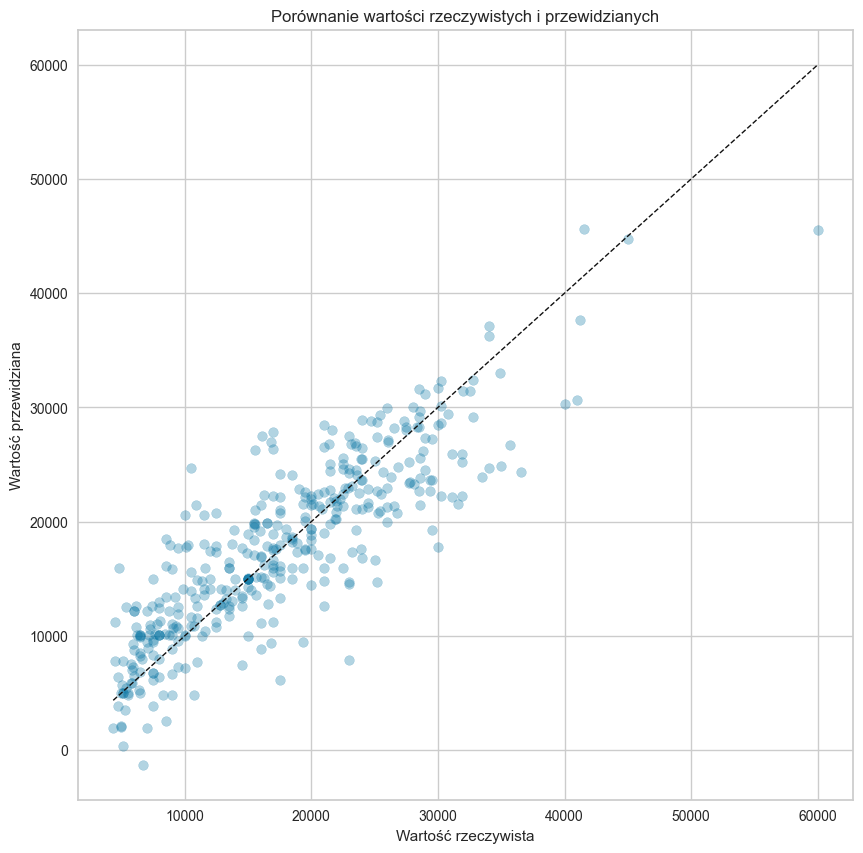 Porównanie wartości rzeczywistych i przewidzianych
60000
50000
40000
30000
20000
10000
0
Wartość przewidziana
10000 20000 30000 40000 50000 60000
Wartość rzeczywista